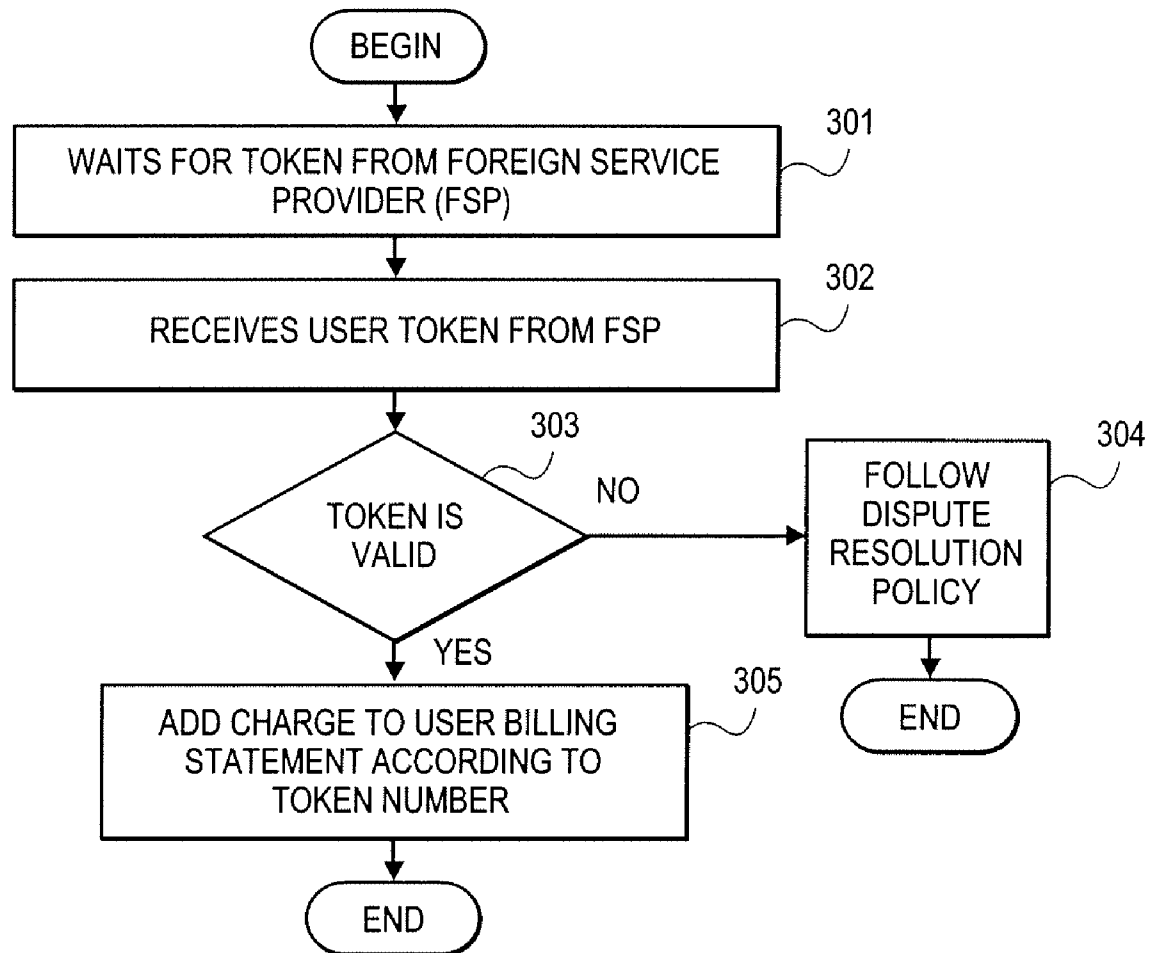 BEGIN
301
WAITS FOR TOKEN FROM FOREIGN SERVICE
PROVIDER (FSP)
302
RECEIVES USER TOKEN FROM FSP
303
TOKEN IS
VALID
NO
304
FOLLOW
DISPUTE
RESOLUTION
POLICY
END
YES
305
ADD CHARGE TO USER BILLING
STATEMENT ACCORDING TO
TOKEN NUMBER
END